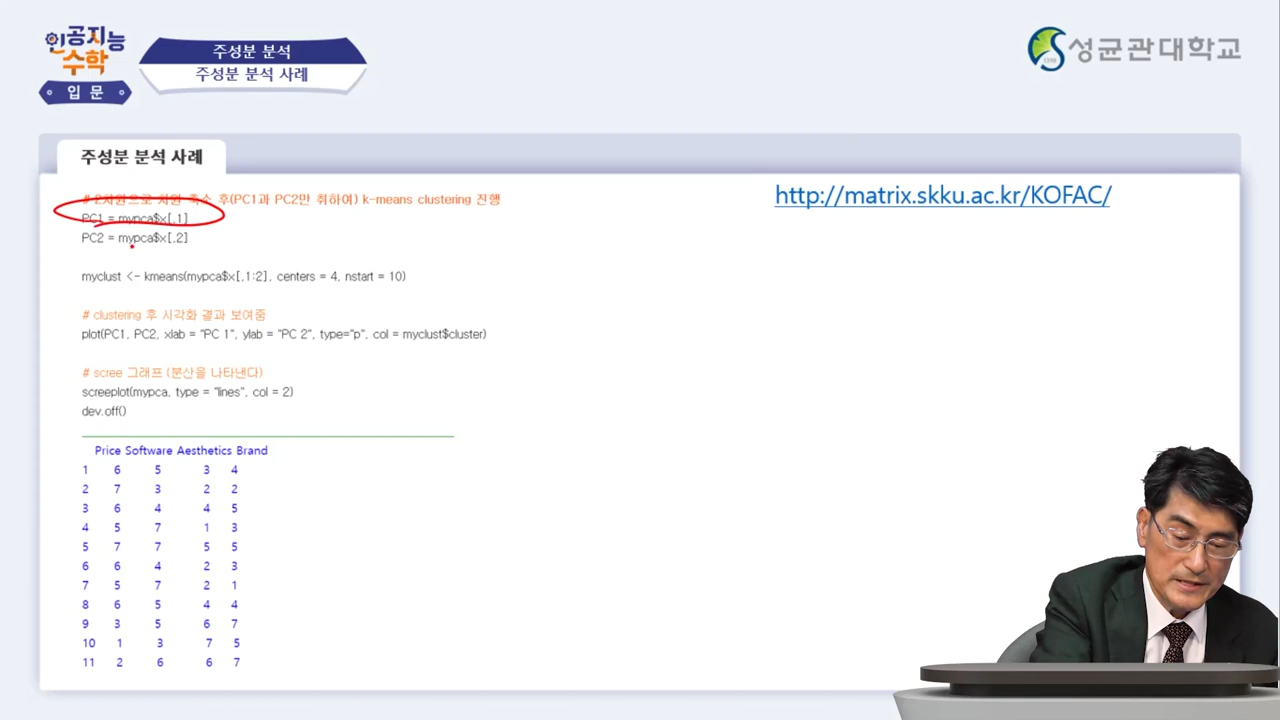 인공지능
수학
입문
주성분 분석
주성분 분석 사례
성균관대학교
주성분 분석 사례
# 2차원으로 차원 축소 후(PC1과 PC2만 취하여) k-means clustering 진행
PC1 = mypca$x[,1]
PC2 = mypca$x[,2]
http://matrix.skku.ac.kr/KOFAC/
myclust <- kmeans(mypca$x[,1:2], centers = 4, nstart = 10)
# clustering 후 시각화 결과 보여줌
plot(PC1, PC2, xlab = "PC 1", ylab = "PC 2", type="p", col = myclust$cluster)
# scree 그래프 (분산을 나타낸다)
screeplot(mypca, type = "lines", col = 2)
dev.off()
Price Software Aesthetics Brand
1 6 5 3 4
2 7 3 2 2
3 6 4 4 5
4 5 7 1 3
5 7 7 5 5
6 6 4 2 3
7 5 7 2 1
8 6 5 4 4
9 3 5 6 7
10 1 3 7 5
11 2 6 6 7